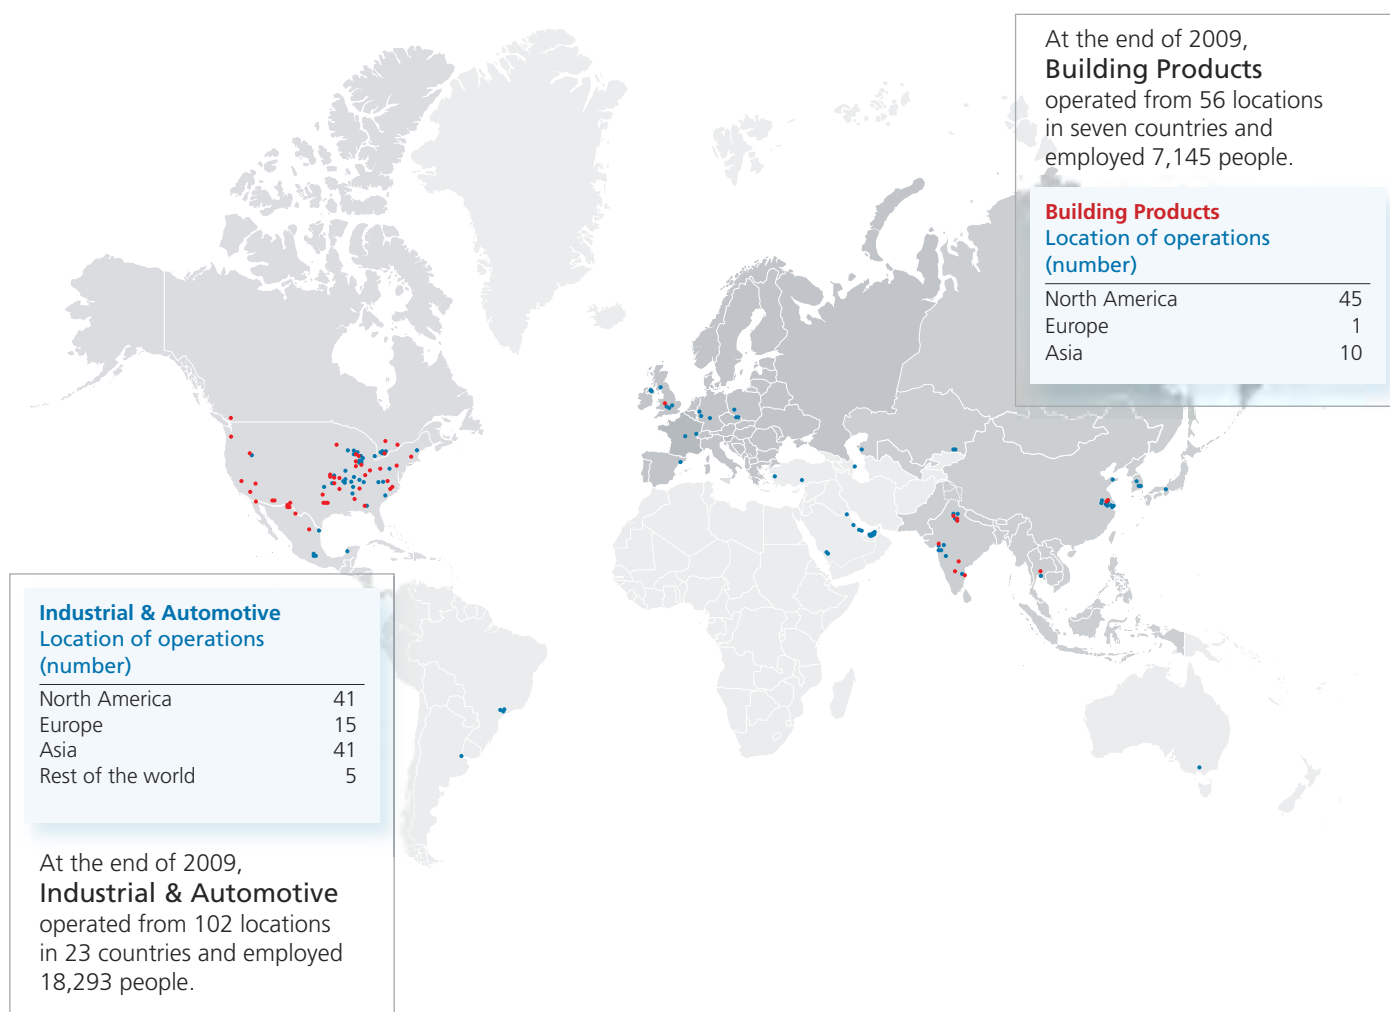 At the end of 2009,
Building Products
operated from 56 locations
in seven countries and
employed 7,145 people.
Building Products
Location of operations
(number)
North America 45
Europe 1
Asia 10
Industrial & Automotive
Location of operations
(number)
North America 41
Europe 15
Asia 41
Rest of the world 5
At the end of 2009,
Industrial & Automotive
operated from 102 locations
in 23 countries and employed
18,293 people.